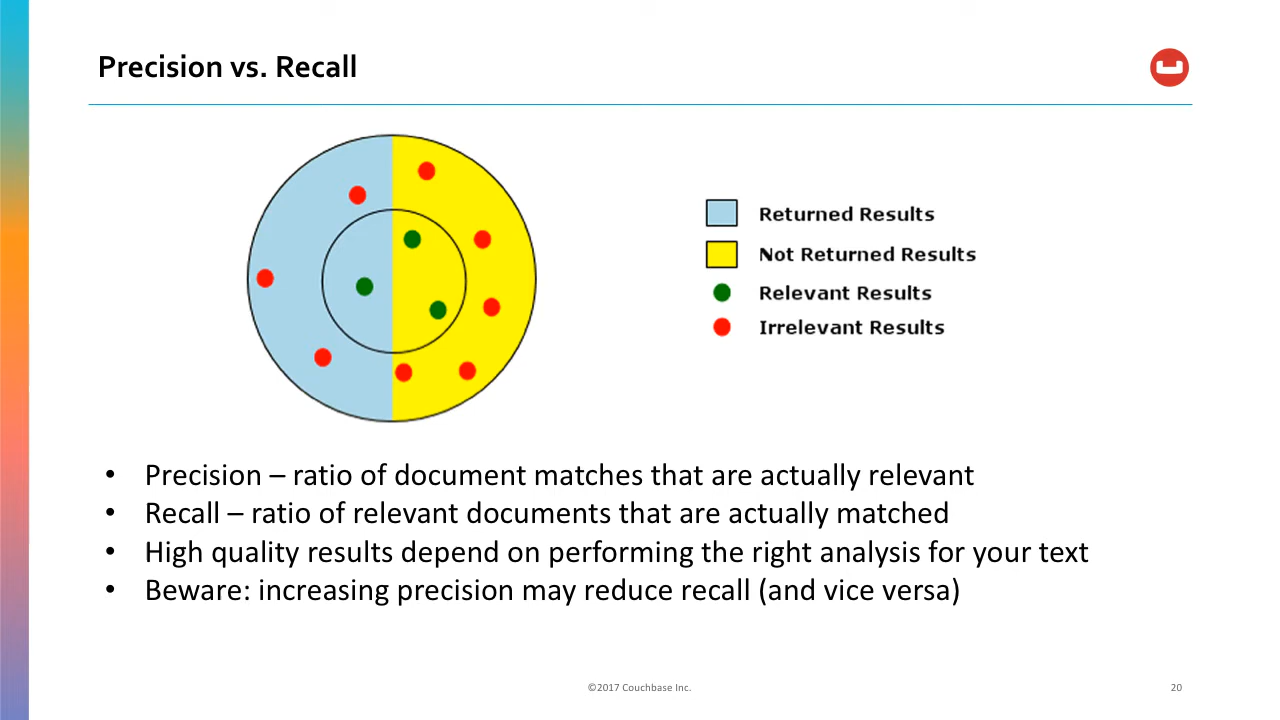 Precision vs. Recall
Returned Results
Not Returned Results
Relevant Results
Irrelevant Results
• Precision – ratio of document matches that are actually relevant
• Recall – ratio of relevant documents that are actually matched
• High quality results depend on performing the right analysis for your text
• Beware: increasing precision may reduce recall (and vice versa)
©2017 Couchbase Inc.
20